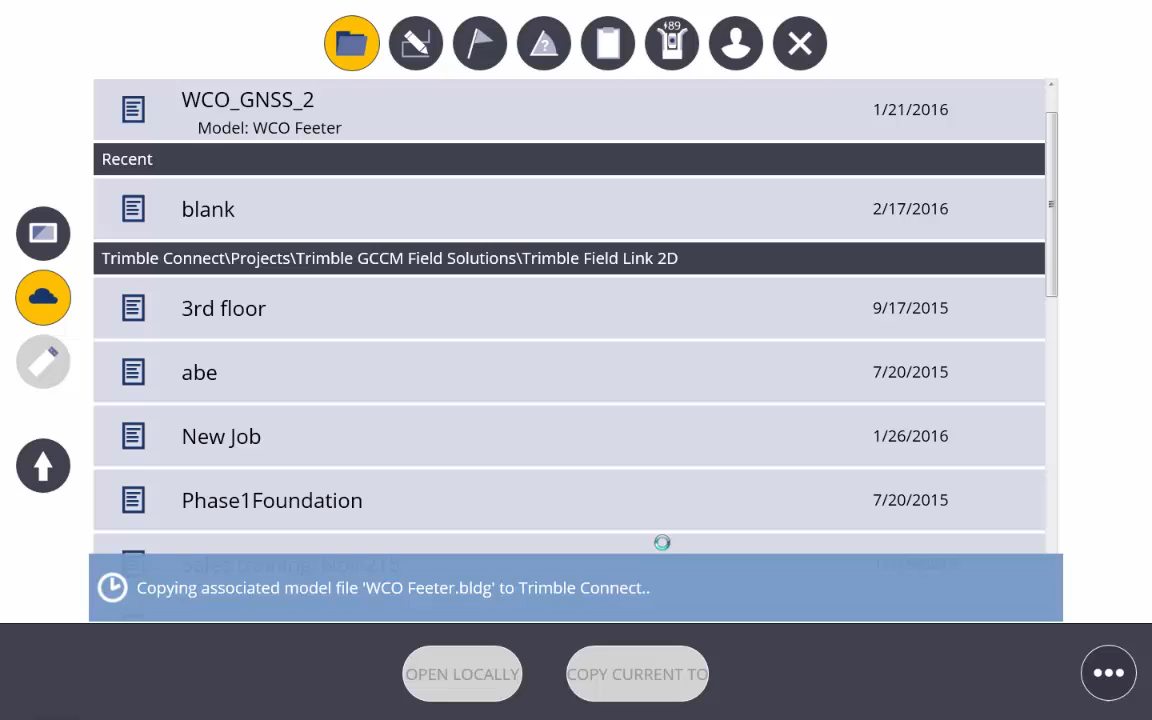 89
?
WCO_GNSS_2
1/21/2016
Model: WCO Feeter
Recent
blank
2/17/2016
Trimble Connect\Projects\Trimble GCCM Field Solutions\Trimble Field Link 2D
3rd floor
9/17/2015
abe
7/20/2015
New Job
1/26/2016
Phase1Foundation
7/20/2015
Copying associated model file 'WCO Feeter.bldg' to Trimble Connect..
OPEN LOCALLY
COPY CURRENT TO